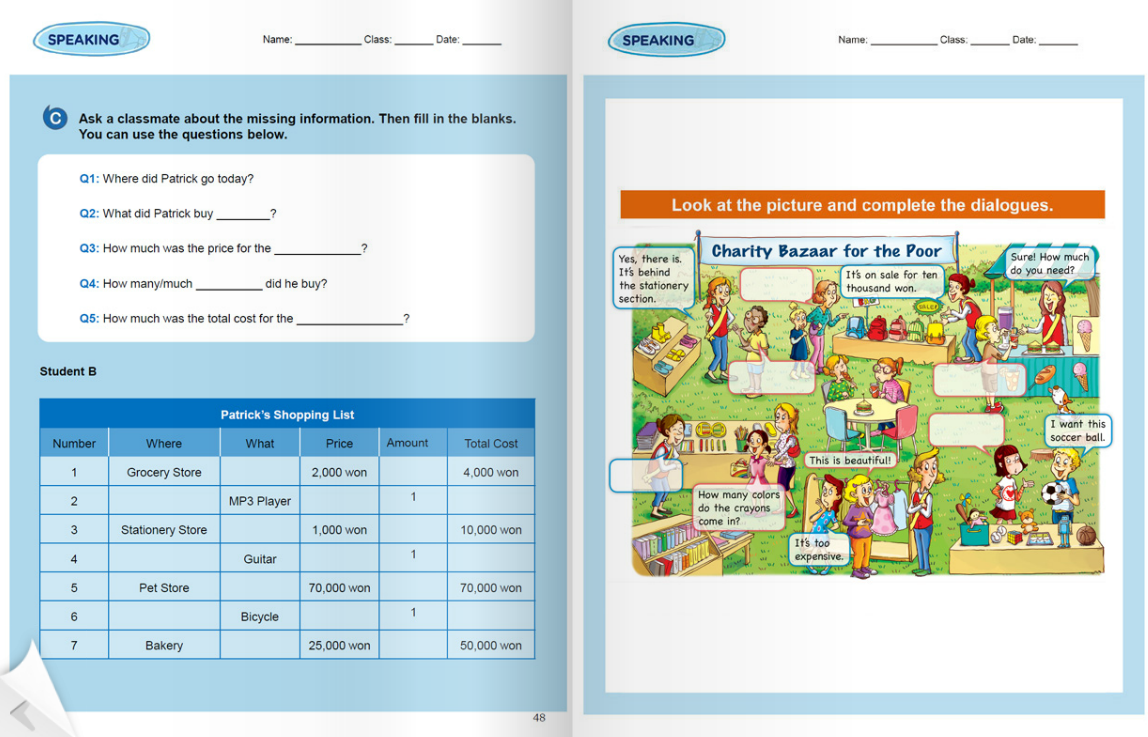 SPEAKING
Name: __________ Class: ______ Date: ______
C
Ask a classmate about the missing information. Then fill in the blanks.
You can use the questions below.
Q1: Where did Patrick go today?
Q2: What did Patrick buy ________?
Q3: How much was the price for the _____________?
Q4: How many/much __________ did he buy?
Q5: How much was the total cost for the ________________?
Student B
Patrick's Shopping List
Number Where What Price Amount Total Cost
1 Grocery Store 2,000 won 4,000 won
2 MP3 Player 1
3 Stationery Store 1,000 won 10,000 won
4 Guitar 1
5 Pet Store 70,000 won 70,000 won
6 Bicycle 1
7 Bakery 25,000 won 50,000 won
48
SPEAKING
Name: __________ Class: ______ Date: ______
Look at the picture and complete the dialogues.
Charity Bazaar for the Poor
Yes, there is.
It's behind
the stationery
section.
It's on sale for ten
thousand won.
Sure! How much
do you need?
SALE!
I want this
soccer ball.
This is beautiful!
How many colors
do the crayons
come in?
It's too
expensive.